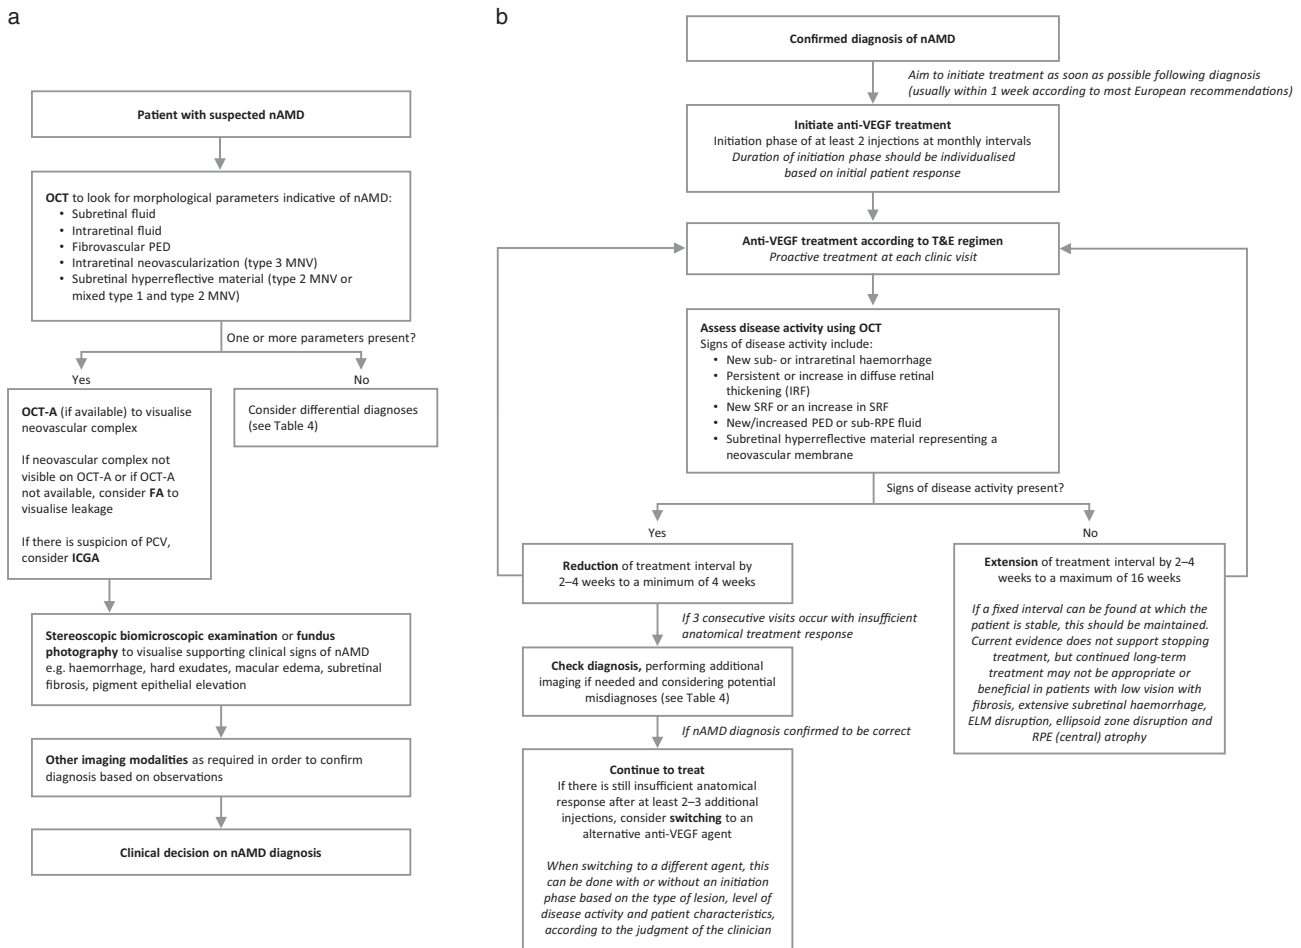 a
Patient with suspected nAMD
OCT to look for morphological parameters indicative of nAMD:
• Subretinal fluid
• Intraretinal fluid
• Fibrovascular PED
• Intraretinal neovascularization (type 3 MNV)
• Subretinal hyperreflective material (type 2 MNV or
mixed type 1 and type 2 MNV)
One or more parameters present?
Yes
No
OCT-A (if available) to visualise
neovascular complex
If neovascular complex not
visible on OCT-A or if OCT-A
not available, consider FA to
visualise leakage
If there is suspicion of PCV,
consider ICGA
Consider differential diagnoses
(see Table 4)
Stereoscopic biomicroscopic examination or fundus
photography to visualise supporting clinical signs of nAMD
e.g. haemorrhage, hard exudates, macular edema, subretinal
fibrosis, pigment epithelial elevation
Other imaging modalities as required in order to confirm
diagnosis based on observations
Clinical decision on nAMD diagnosis
b
Confirmed diagnosis of nAMD
Aim to initiate treatment as soon as possible following diagnosis
(usually within 1 week according to most European recommendations)
Initiate anti-VEGF treatment
Initiation phase of at least 2 injections at monthly intervals
Duration of initiation phase should be individualised
based on initial patient response
Anti-VEGF treatment according to T&E regimen
Proactive treatment at each clinic visit
Assess disease activity using OCT
Signs of disease activity include:
• New sub- or intraretinal haemorrhage
• Persistent or increase in diffuse retinal
thickening (IRF)
• New SRF or an increase in SRF
• New/increased PED or sub-RPE fluid
• Subretinal hyperreflective material representing a
neovascular membrane
Signs of disease activity present?
Yes
No
Reduction of treatment interval by
2–4 weeks to a minimum of 4 weeks
If 3 consecutive visits occur with insufficient
anatomical treatment response
Check diagnosis, performing additional
imaging if needed and considering potential
misdiagnoses (see Table 4)
If nAMD diagnosis confirmed to be correct
Continue to treat
If there is still insufficient anatomical
response after at least 2–3 additional
injections, consider switching to an
alternative anti-VEGF agent
When switching to a different agent, this
can be done with or without an initiation
phase based on the type of lesion, level of
disease activity and patient characteristics,
according to the judgment of the clinician
Extension of treatment interval by 2–4
weeks to a maximum of 16 weeks
If a fixed interval can be found at which the
patient is stable, this should be maintained.
Current evidence does not support stopping
treatment, but continued long-term
treatment may not be appropriate or
beneficial in patients with low vision with
fibrosis, extensive subretinal haemorrhage,
ELM disruption, ellipsoid zone disruption and
RPE (central) atrophy